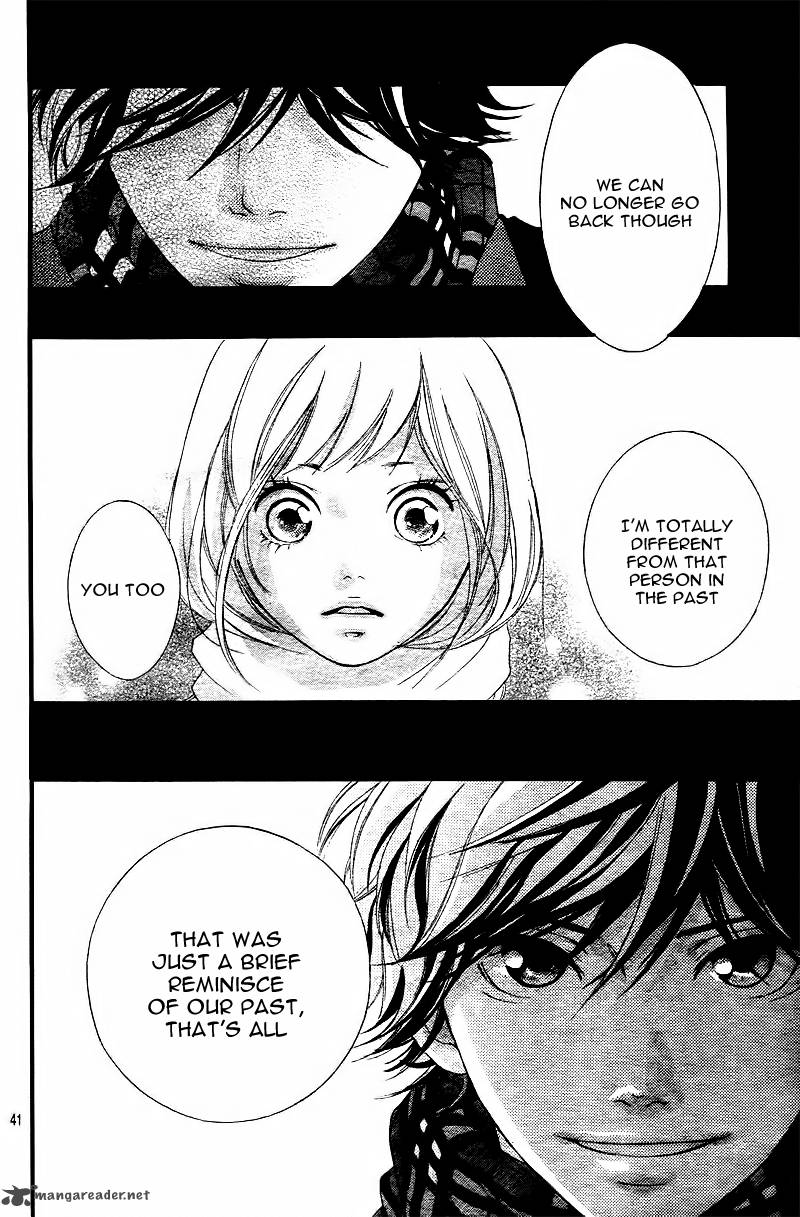 WE CAN
NO LONGER GO
BACK THOUGH
I'M TOTALLY
DIFFERENT
FROM THAT
PERSON IN
THE PAST
YOU TOO
THAT WAS
JUST A BRIEF
REMINISCE
OF OUR PAST,
THAT'S ALL
41
mangareader.net